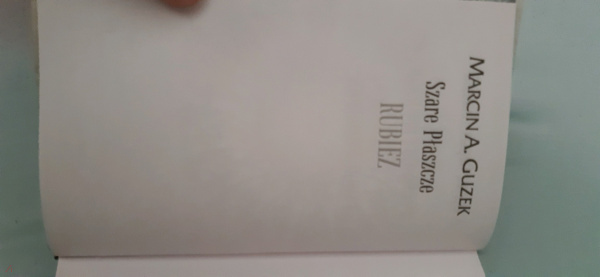 MARCIN A. GUZEK
Szare Płaszcze
RUBIEŻ